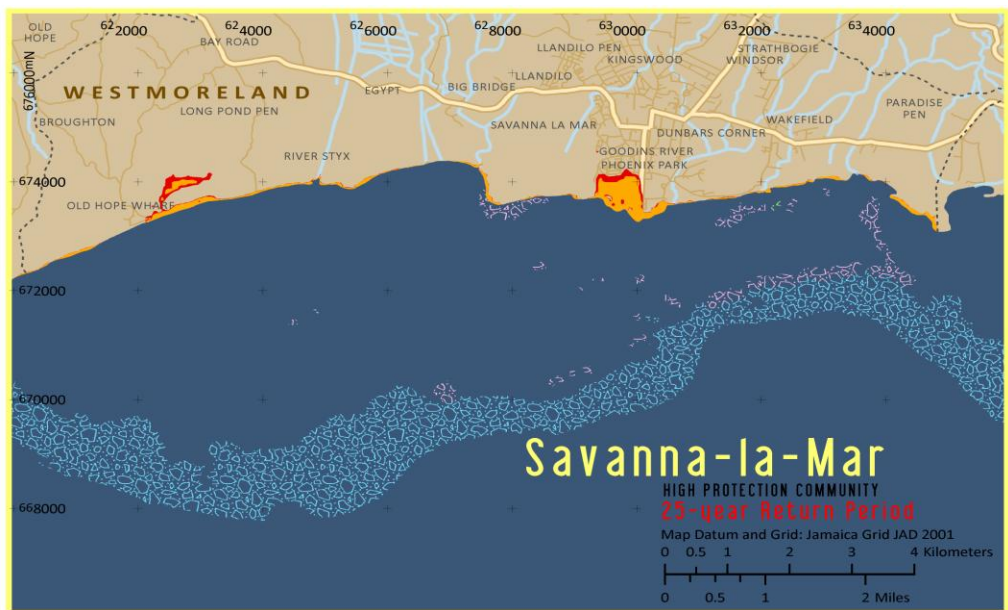 OLD
HOPE
622000
624000
626000
628000
630000
632000
634000
BAY ROAD
LLANDILO PEN
KINGSWOOD
STRATHBOGIE
WINDSOR
676000mN
WESTMORELAND
EGYPT
BIG BRIDGE
LLANDILO
LONG POND PEN
PARADISE
PEN
BROUGHTON
SAVANNA LA MAR
DUNBARS CORNER
WAKEFIELD
RIVER STYX
GOODINS RIVER
PHOENIX PARK
674000
OLD HOPE WHARF
672000
670000
Savanna-la-Mar
HIGH PROTECTION COMMUNITY
25-year Return Period
668000
Map Datum and Grid: Jamaica Grid JAD 2001
0 0.5 1 2 3 4 Kilometers
0 0.5 1 2 Miles